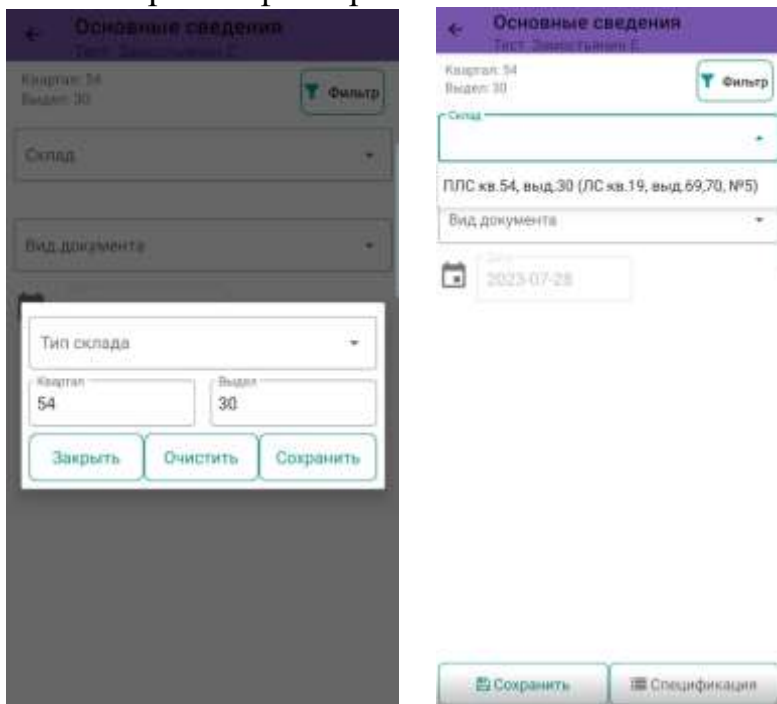 Основные сведения
Квартал: 54
Выдел: 30
Фильтр
Склад
Вид документа
Тип склада
Квартал
54
Выдел
30
Закрыть
Очистить
Сохранить
Основные сведения
Квартал: 54
Выдел: 30
Фильтр
Склад
ПЛС кв.54, выд.30 (ЛС кв.19, выд.69,70, №5)
Вид документа
Дата
2023-07-28
Сохранить
Спецификация